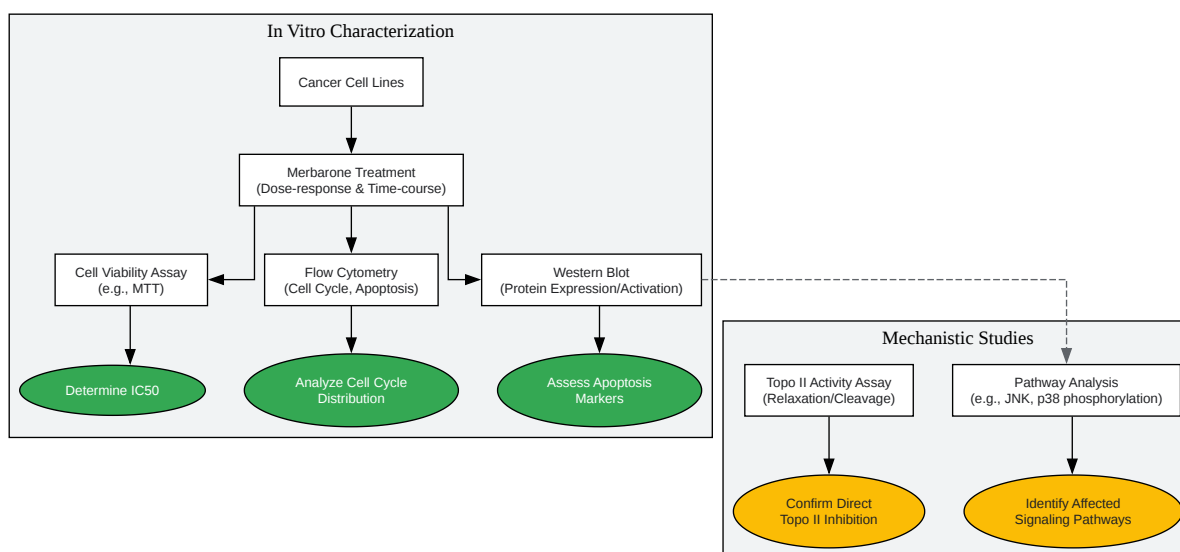 In Vitro Characterization
Cancer Cell Lines
Merbarone Treatment
(Dose-response & Time-course)
Cell Viability Assay
(e.g., MTT)
Flow Cytometry
(Cell Cycle, Apoptosis)
Western Blot
(Protein Expression/Activation)
Determine IC50
Analyze Cell Cycle
Distribution
Assess Apoptosis
Markers
Mechanistic Studies
Topo II Activity Assay
(Relaxation/Cleavage)
Pathway Analysis
(e.g., JNK, p38 phosphorylation)
Confirm Direct
Topo II Inhibition
Identify Affected
Signaling Pathways